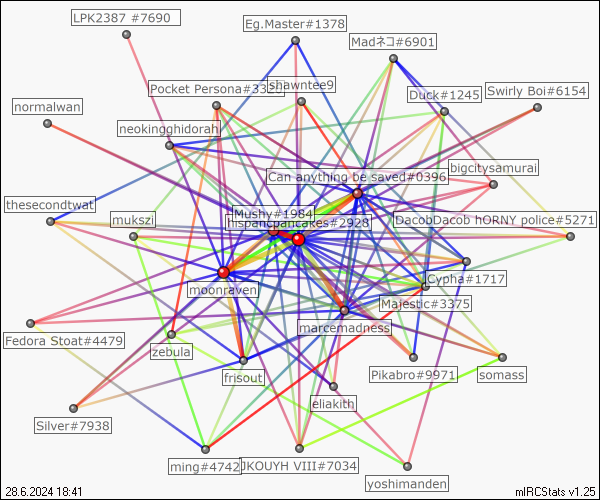 LPK2387 #7690
Eg.Master#1378
Madネコ#6901
Pocket Persona#33
shawntee9
Duck#1245
Swirly Boi#6154
normalwan
neokingghidorah
bigcitysamurai
Can anything be saved#0396
thesecondtwat
mukszi
Mushy#1984
hispancpancakes#2928
DacobDacob hORNY police#5271
moonraven
Cypha#1717
Majestic#3375
marcemadness
Fedora Stoat#4479
zebula
frisout
Pikabro#9971
somass
eliakith
Silver#7938
ming#4742
JKOUYH VIII#7034
yoshimanden
28.6.2024 18:41
mIRCStats v1.25